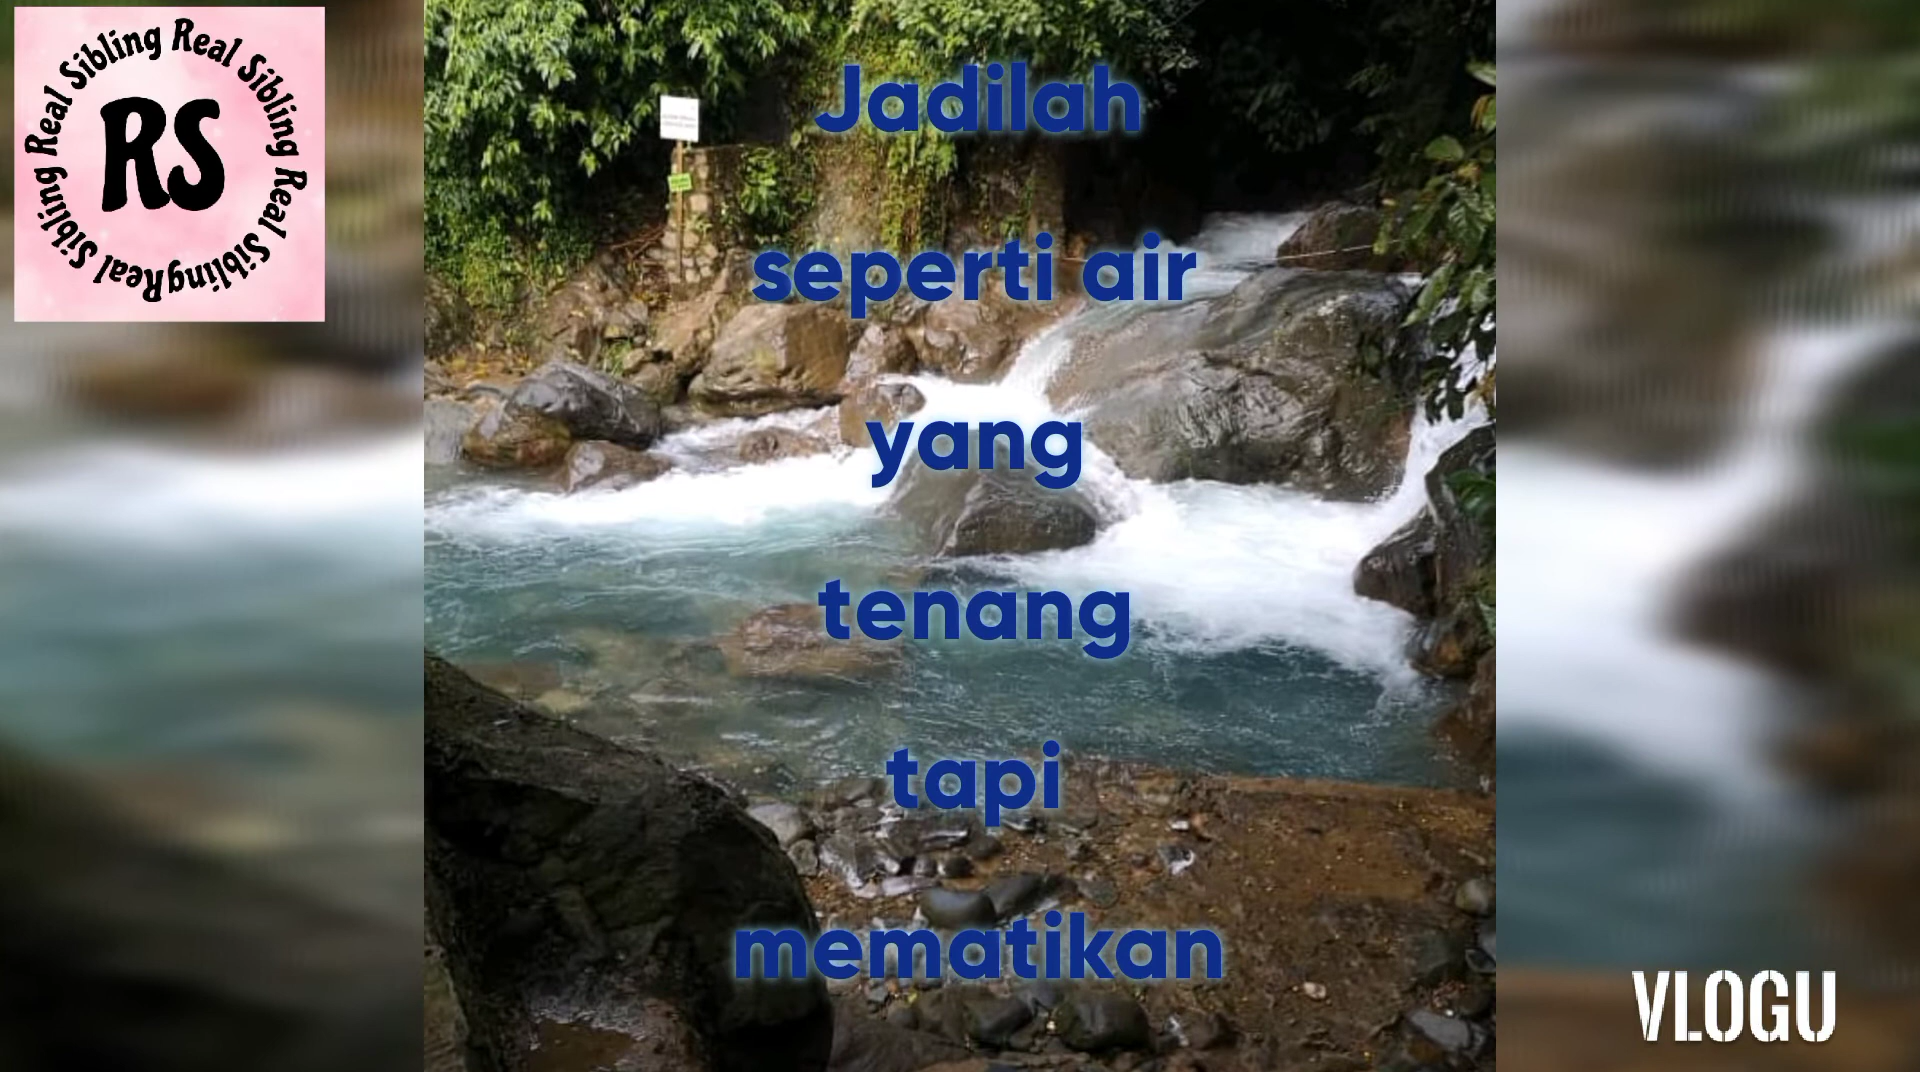 Real Sibling Real Sibling Real Sibling Real Sibling
RS
Jadilah
seperti air
yang
tenang
tapi
mematikan
VLOGU